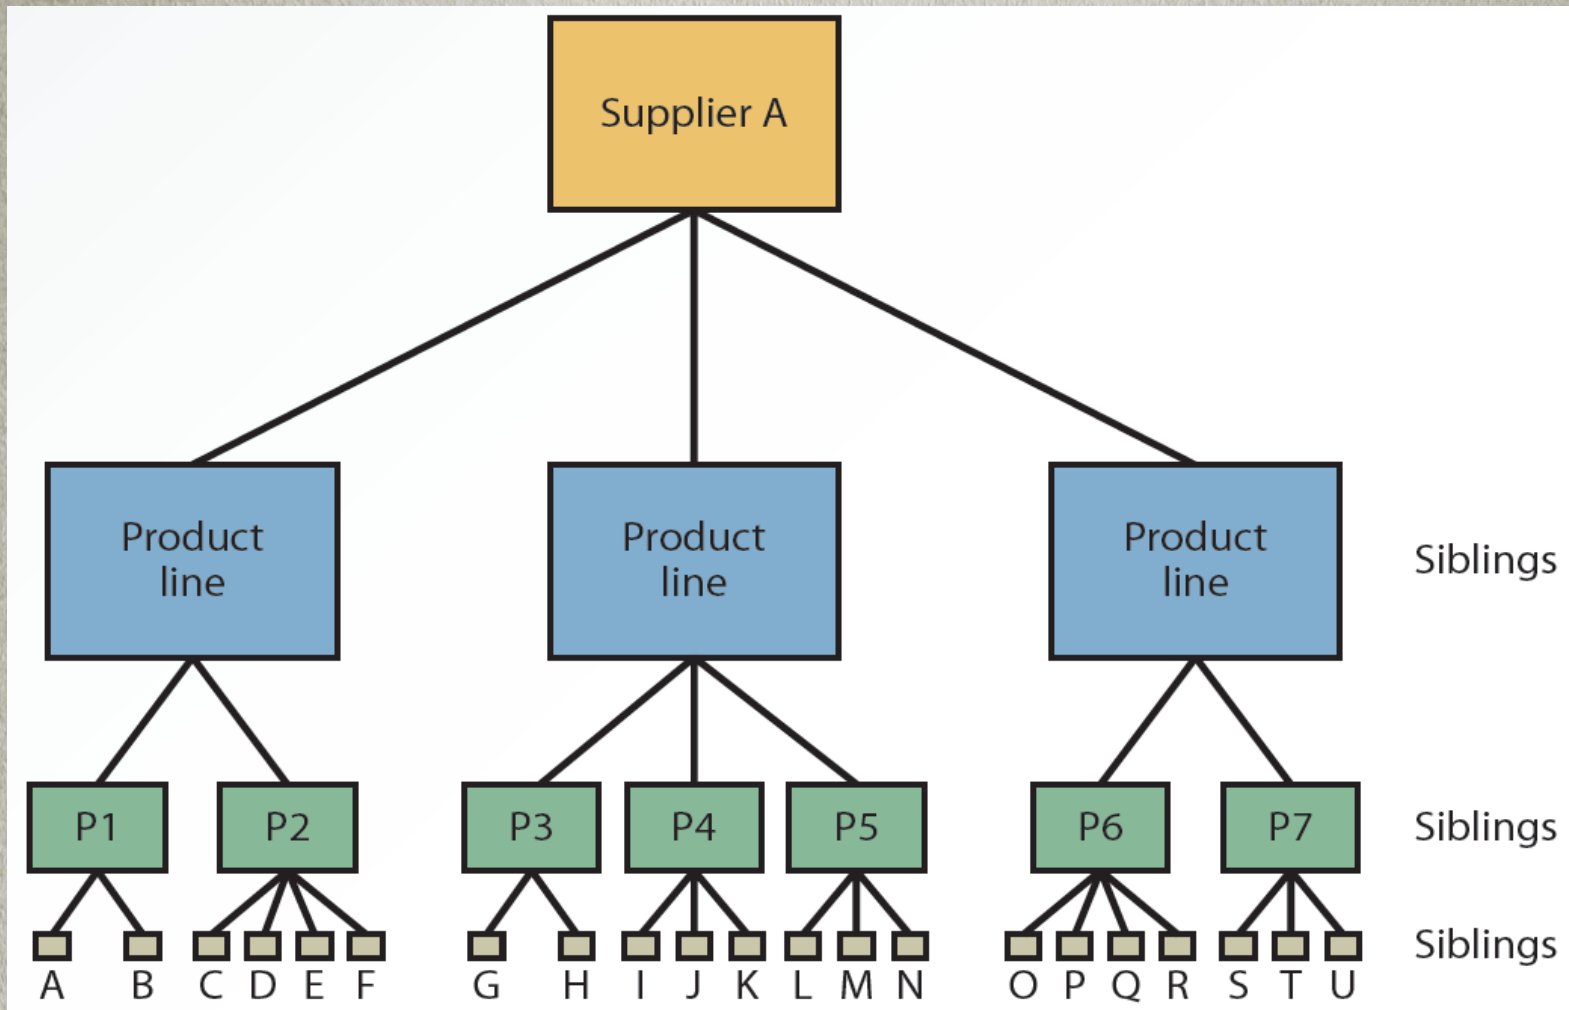 Supplier A
Product
line
Product
line
Product
line
Siblings
P1 P2 P3 P4 P5 P6 P7 Siblings
Siblings
A B C D E F G H I J K L M N O P Q R S T U